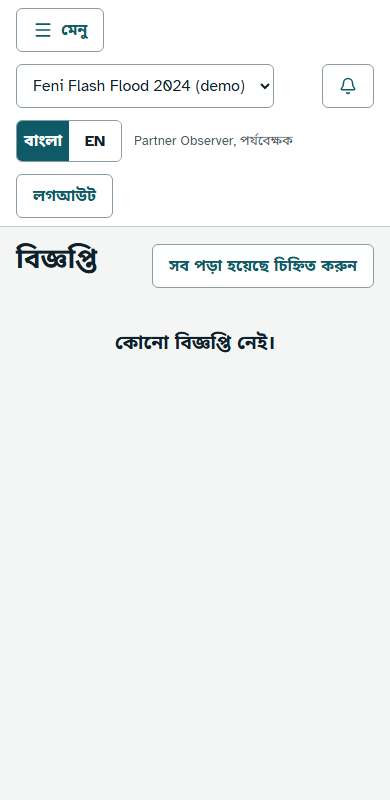 মেনু
Feni Flash Flood 2024 (demo)
বাংলা EN Partner Observer, পর্যবেক্ষক
লগআউট
বিজ্ঞপ্তি
সব পড়া হয়েছে চিহ্নিত করুন
কোনো বিজ্ঞপ্তি নেই।